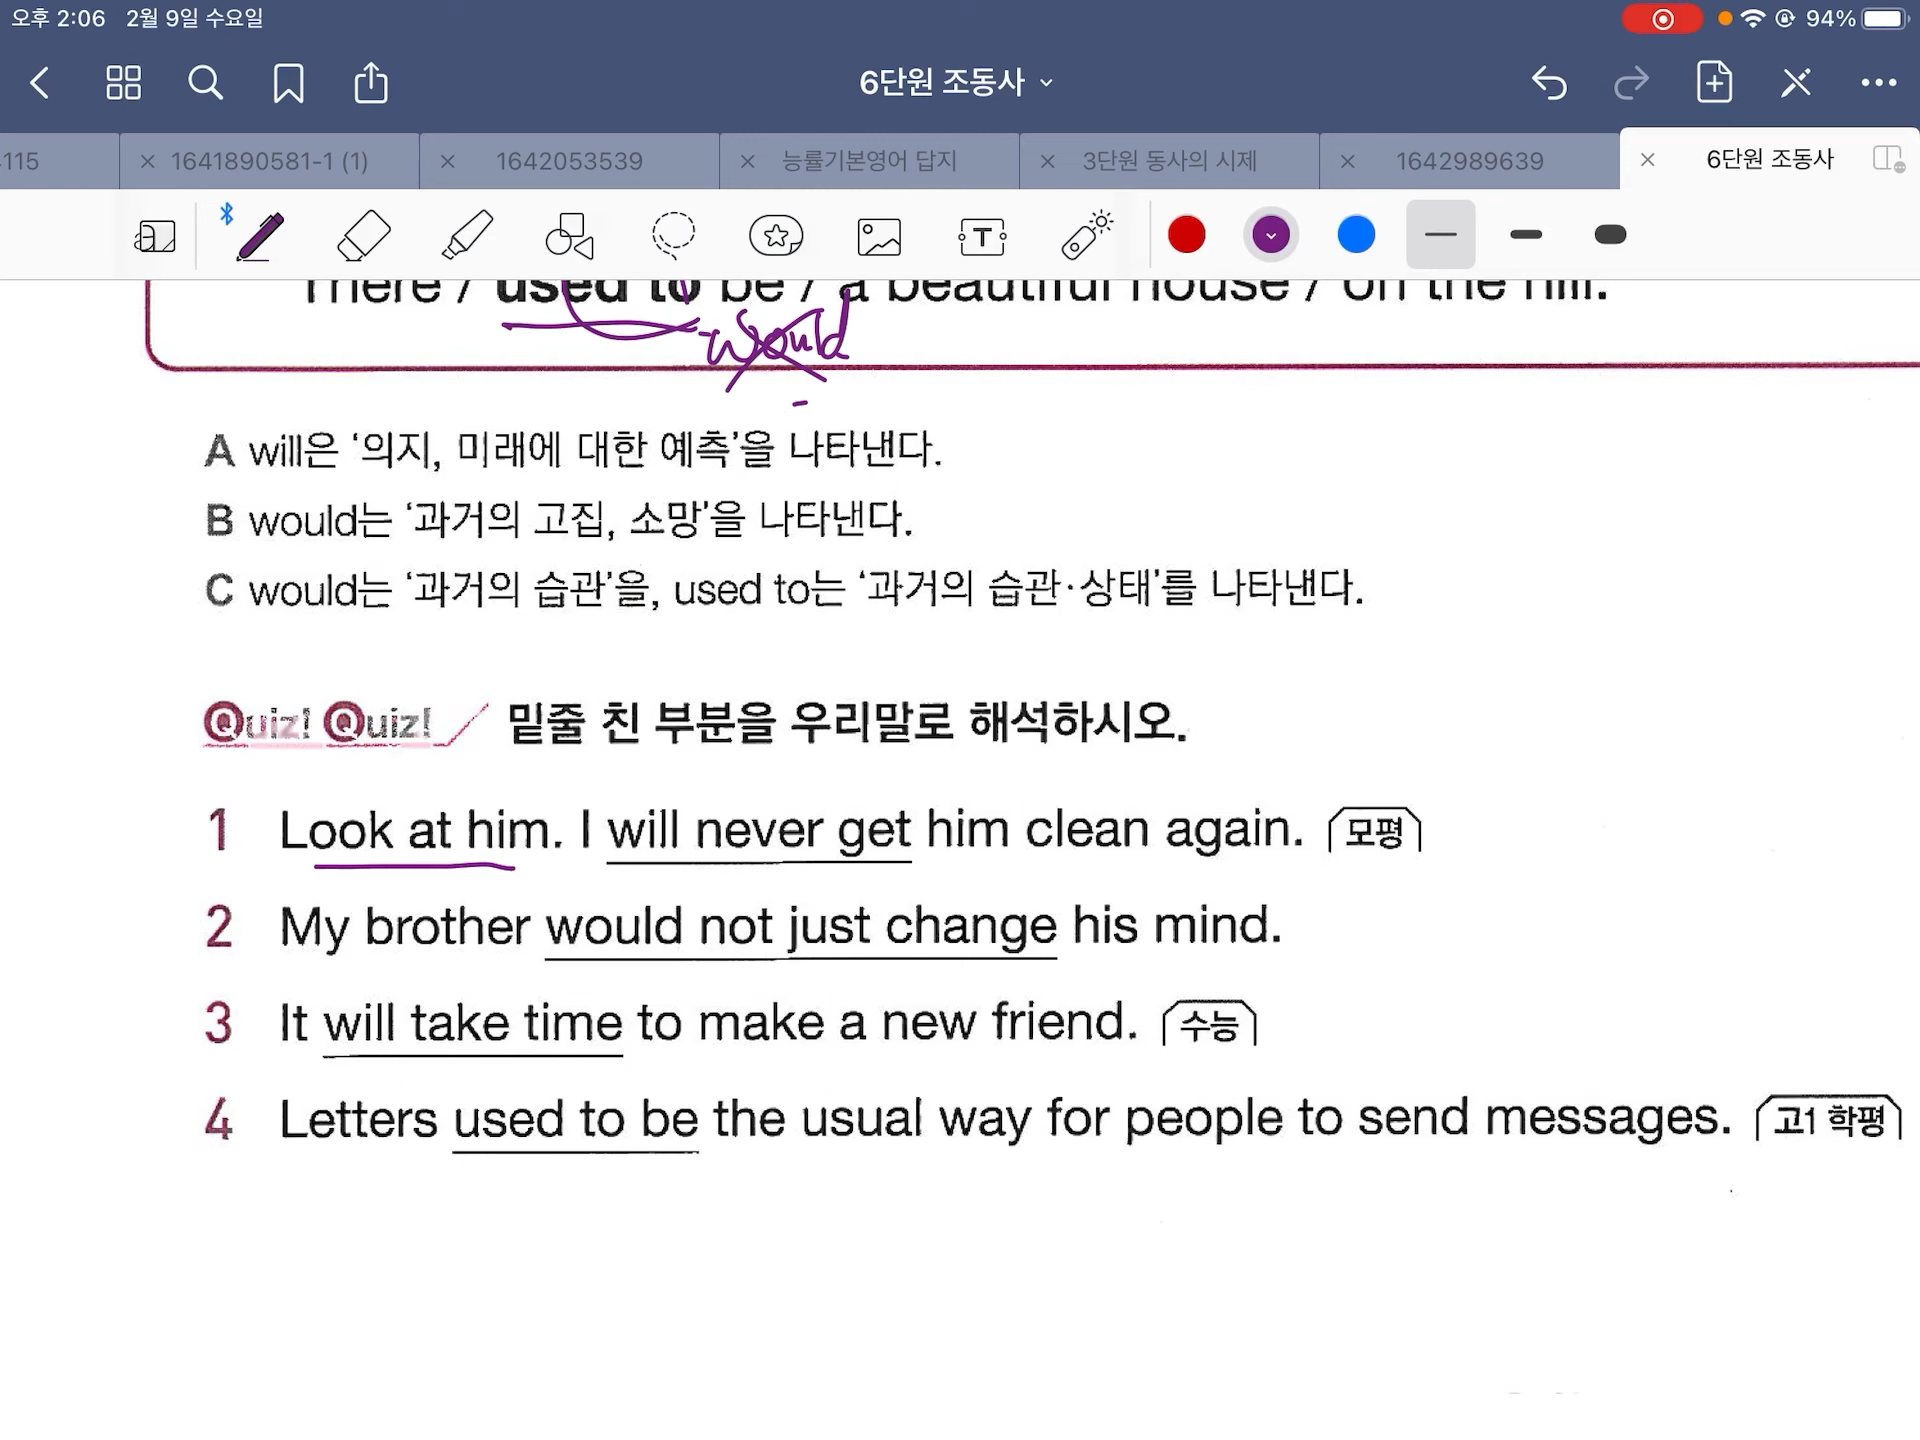 오후 2:06 2월 9일 수요일 94%
6단원 조동사
115 1641890581-1 (1) 1642053539 능률기본영어 답지 3단원 동사의 시제 1642989639 6단원 조동사
There / used to be / a beautiful house / on the hill.
would
A will은 ‘의지, 미래에 대한 예측’을 나타낸다.
B would는 ‘과거의 고집, 소망’을 나타낸다.
C would는 ‘과거의 습관’을, used to는 ‘과거의 습관·상태’를 나타낸다.
Quiz! Quiz! 밑줄 친 부분을 우리말로 해석하시오.
1 Look at him. I will never get him clean again. 모평
2 My brother would not just change his mind.
3 It will take time to make a new friend. 수능
4 Letters used to be the usual way for people to send messages. 고1 학평